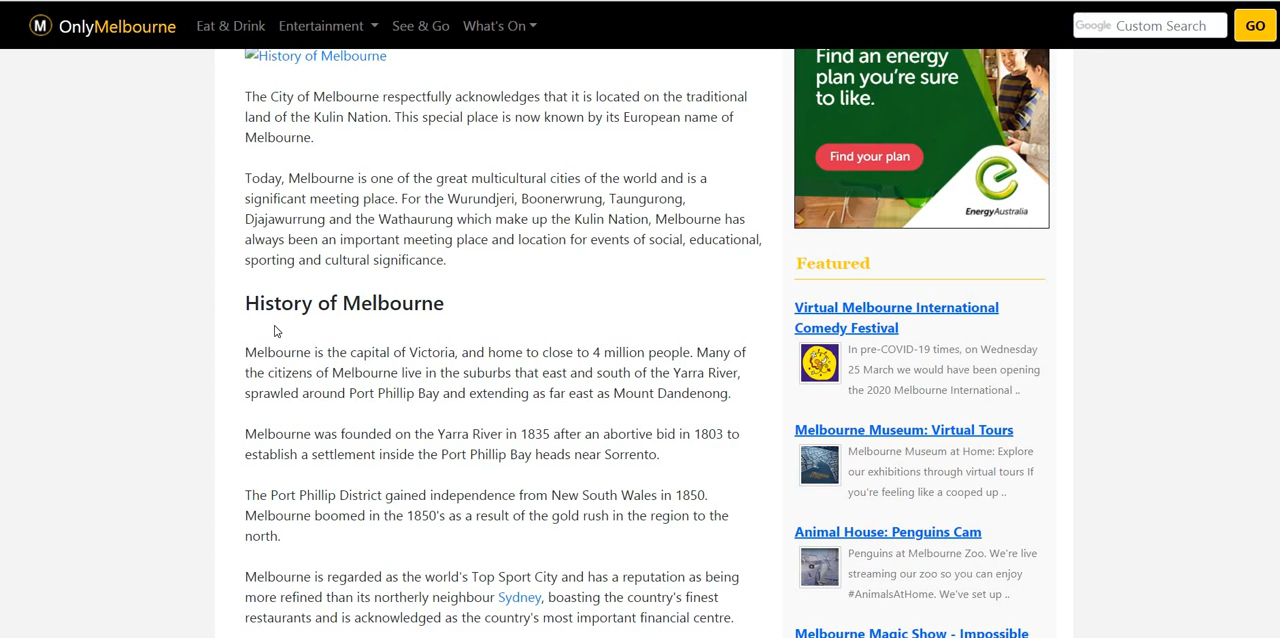 M OnlyMelbourne Eat & Drink Entertainment See & Go What's On Google Custom Search GO
History of Melbourne
The City of Melbourne respectfully acknowledges that it is located on the traditional
land of the Kulin Nation. This special place is now known by its European name of
Melbourne.
Today, Melbourne is one of the great multicultural cities of the world and is a
significant meeting place. For the Wurundjeri, Boonerwrung, Taungurong,
Djajawurrung and the Wathaurung which make up the Kulin Nation, Melbourne has
always been an important meeting place and location for events of social, educational,
sporting and cultural significance.
History of Melbourne
Melbourne is the capital of Victoria, and home to close to 4 million people. Many of
the citizens of Melbourne live in the suburbs that east and south of the Yarra River,
sprawled around Port Phillip Bay and extending as far east as Mount Dandenong.
Melbourne was founded on the Yarra River in 1835 after an abortive bid in 1803 to
establish a settlement inside the Port Phillip Bay heads near Sorrento.
The Port Phillip District gained independence from New South Wales in 1850.
Melbourne boomed in the 1850's as a result of the gold rush in the region to the
north.
Melbourne is regarded as the world's Top Sport City and has a reputation as being
more refined than its northerly neighbour Sydney, boasting the country's finest
restaurants and is acknowledged as the country's most important financial centre.
Find an energy
plan you're sure
to like.
Find your plan
EnergyAustralia
Featured
Virtual Melbourne International
Comedy Festival
In pre-COVID-19 times, on Wednesday
25 March we would have been opening
the 2020 Melbourne International ..
Melbourne Museum: Virtual Tours
Melbourne Museum at Home: Explore
our exhibitions through virtual tours If
you're feeling like a cooped up ..
Animal House: Penguins Cam
Penguins at Melbourne Zoo. We're live
streaming our zoo so you can enjoy
#AnimalsAtHome. We've set up ..
Melbourne Magic Show - Impossible